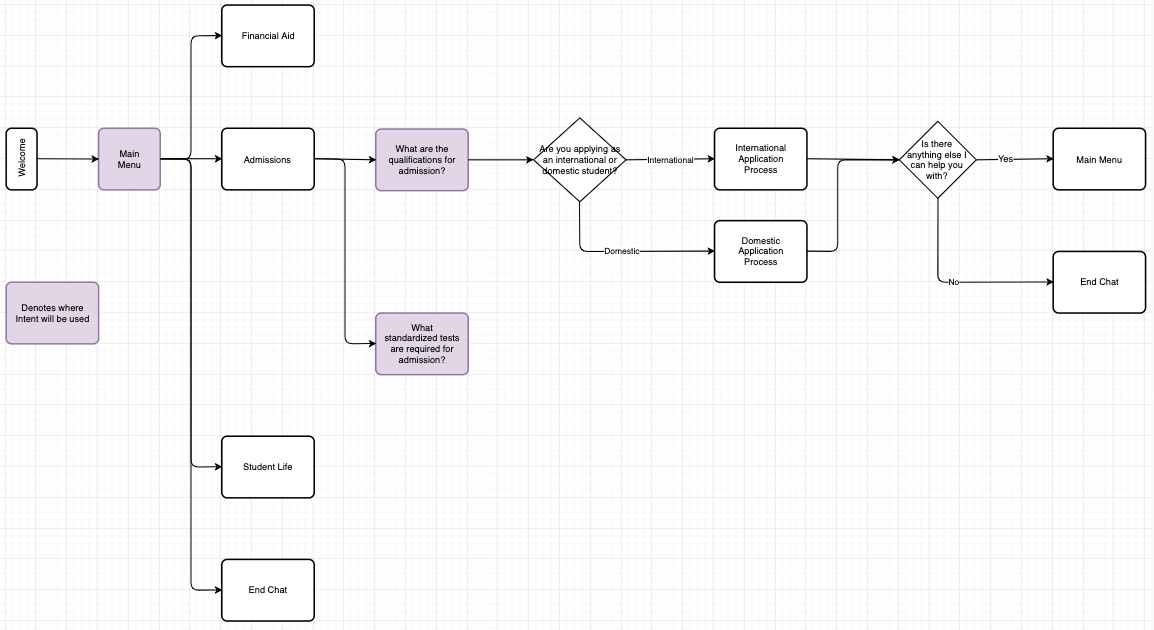 Financial Aid
Welcome
Main
Menu
Admissions
What are the
qualifications for
admission?
Are you applying as
an international or
domestic student?
International
International
Application
Process
Is there
anything else I
can help you
with?
Yes
Main Menu
Domestic
Domestic
Application
Process
No
End Chat
Denotes where
Intent will be used
What
standardized tests
are required for
admission?
Student Life
End Chat